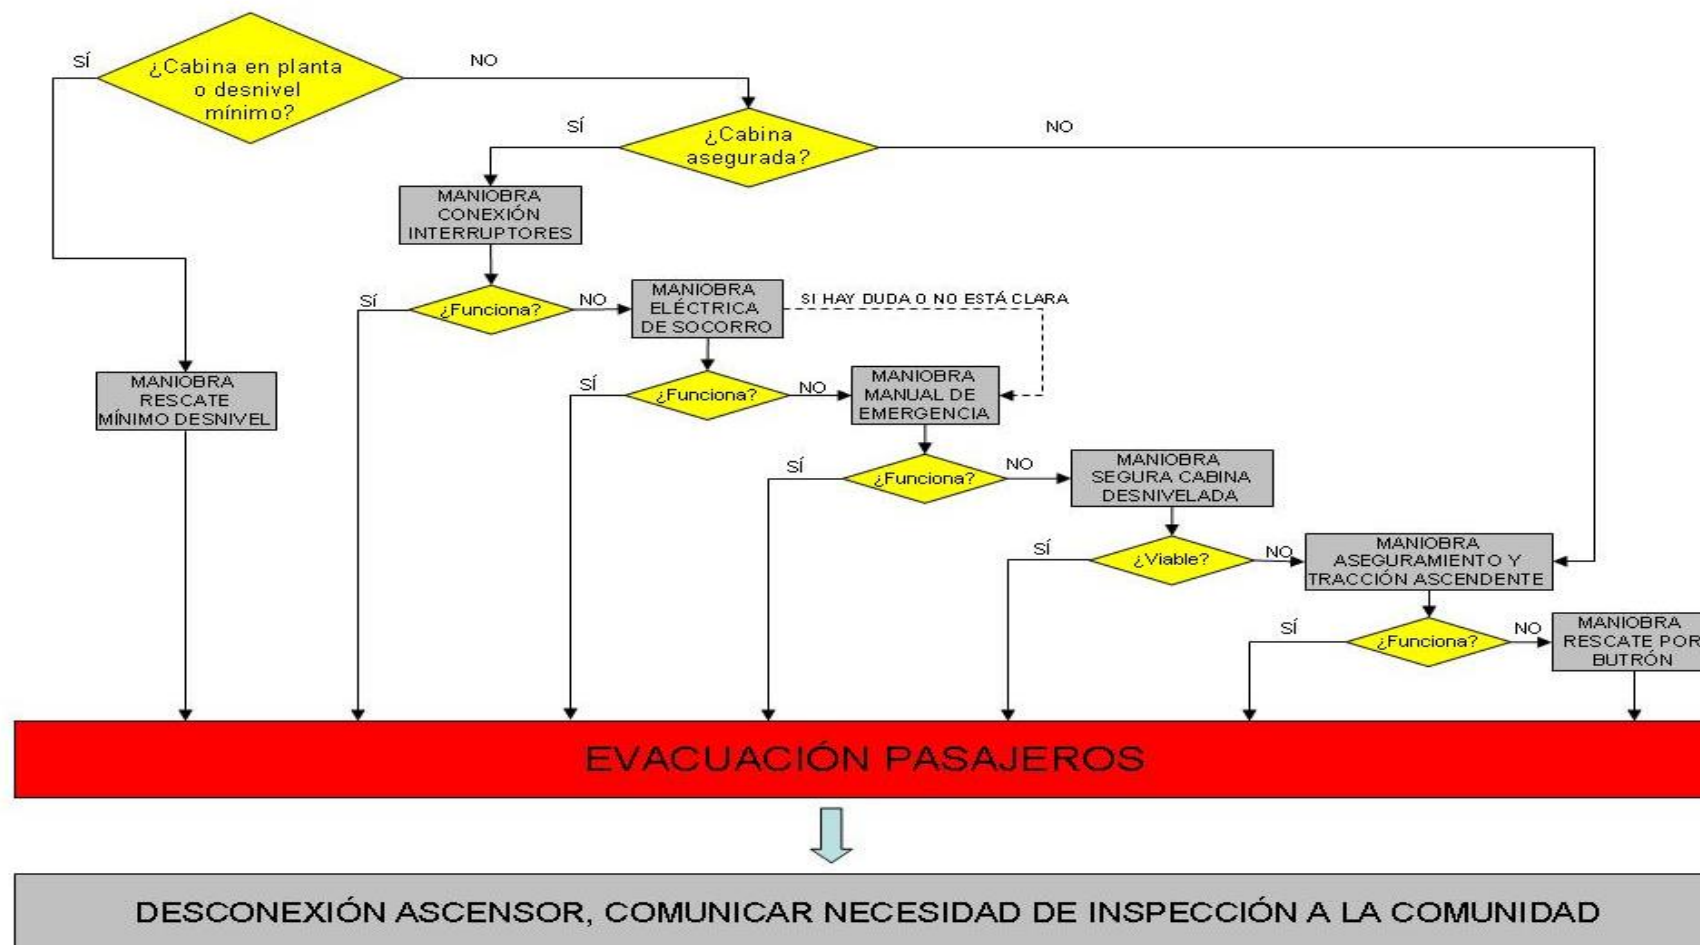 SÍ
¿Cabina en planta
o desnivel
mínimo?
NO
SÍ
¿Cabina
asegurada?
NO
MANIOBRA
CONEXIÓN
INTERRUPTORES
SÍ
¿Funciona?
NO
MANIOBRA
ELÉCTRICA
DE SOCORRO
SI HAY DUDA O NO ESTÁ CLARA
MANIOBRA
RESCATE
MÍNIMO DESNIVEL
SÍ
¿Funciona?
NO
MANIOBRA
MANUAL DE
EMERGENCIA
SÍ
¿Funciona?
NO
MANIOBRA
SEGURA CABINA
DESNIVELADA
SÍ
¿Viable?
NO
MANIOBRA
ASEGURAMIENTO Y
TRACCIÓN ASCENDENTE
SÍ
¿Funciona?
NO
MANIOBRA
RESCATE POR
BUTRÓN
EVACUACIÓN PASAJEROS
DESCONEXIÓN ASCENSOR, COMUNICAR NECESIDAD DE INSPECCIÓN A LA COMUNIDAD